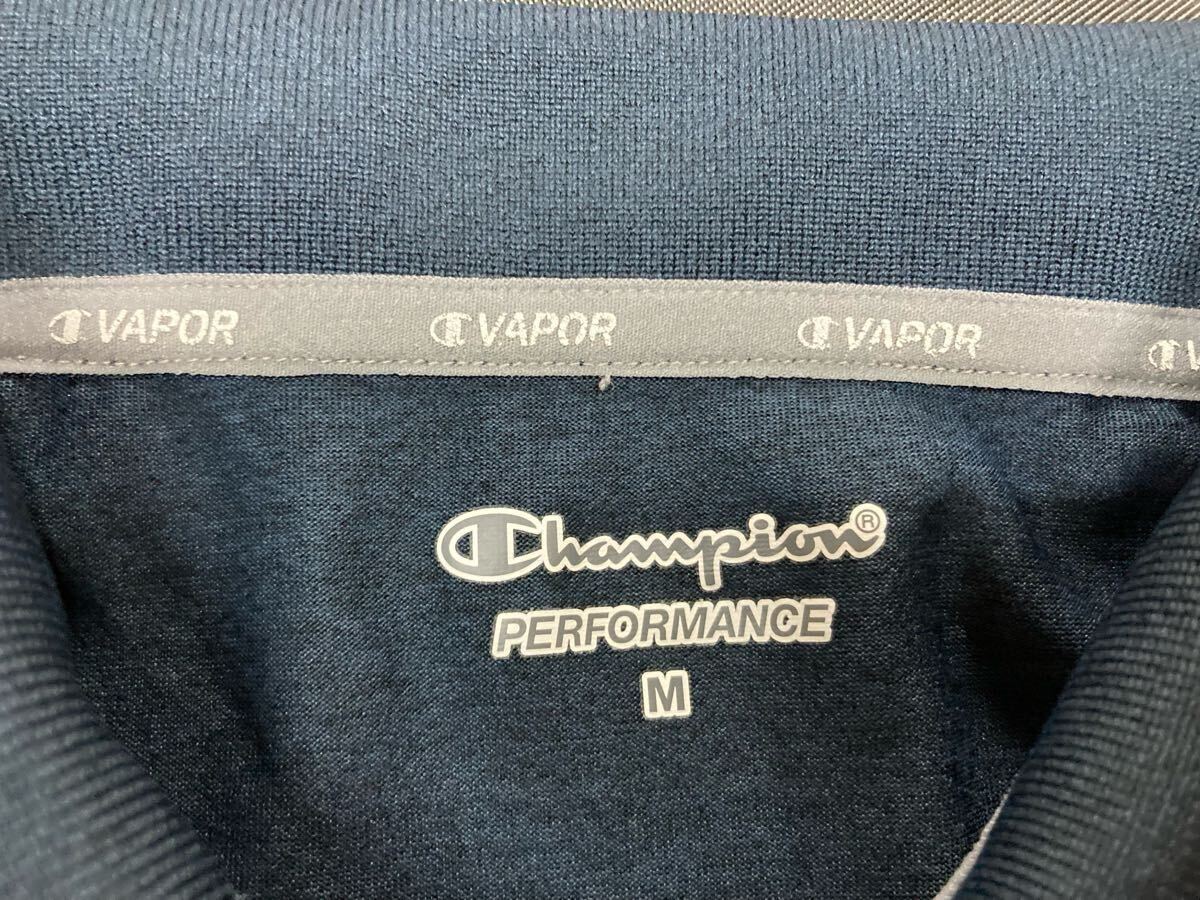 VAPOR VAPOR VAPOR V
Champion®
PERFORMANCE
M